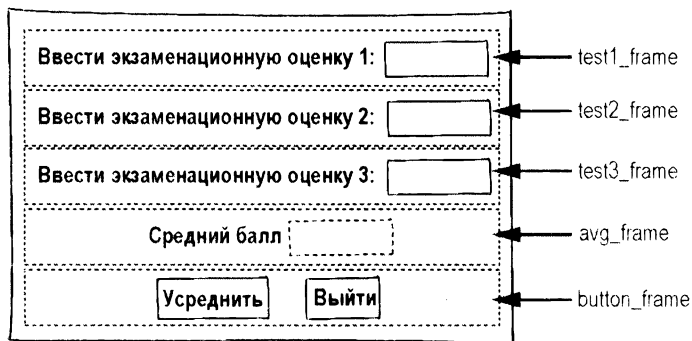 Ввести экзаменационную оценку 1: test1_frame
Ввести экзаменационную оценку 2: test2_frame
Ввести экзаменационную оценку 3: test3_frame
Средний балл avg_frame
Усреднить Выйти button_frame